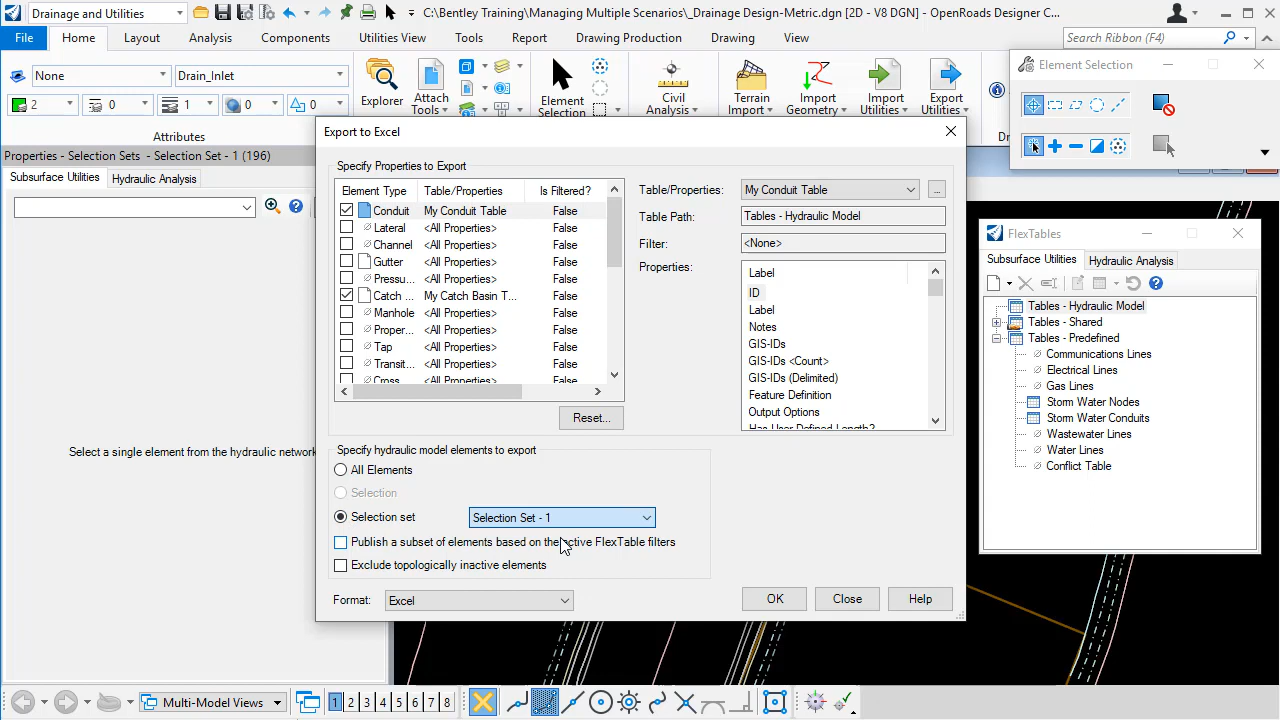 Drainage and Utilities
C:\Bentley Training\Managing Multiple Scenarios\_Drainage Design-Metric.dgn [2D - V8 DGN] - OpenRoads Designer C...
File Home Layout Analysis Components Utilities View Tools Report Drawing Production Drawing View
Search Ribbon (F4)
None
Drain_Inlet
2 0 1 0 0
Attributes
Explorer
Attach Tools
Element Selection
Civil Analysis
Terrain Import
Import Geometry
Import Utilities
Export Utilities
Element Selection
Properties - Selection Sets - Selection Set - 1 (196)
Subsurface Utilities Hydraulic Analysis
Select a single element from the hydraulic network
Export to Excel
Specify Properties to Export
Element Type Table/Properties Is Filtered?
Conduit My Conduit Table False
Lateral <All Properties> False
Channel <All Properties> False
Gutter <All Properties> False
Pressu... <All Properties> False
Catch ... My Catch Basin T... False
Manhole <All Properties> False
Proper... <All Properties> False
Tap <All Properties> False
Transit... <All Properties> False
Cross <All Properties> False
Reset...
Table/Properties: My Conduit Table ...
Table Path: Tables - Hydraulic Model
Filter: <None>
Properties:
Label
ID
Label
Notes
GIS-IDs
GIS-IDs <Count>
GIS-IDs (Delimited)
Feature Definition
Output Options
Has User Defined Length?
Specify hydraulic model elements to export
All Elements
Selection
Selection set Selection Set - 1
Publish a subset of elements based on the active FlexTable filters
Exclude topologically inactive elements
Format: Excel
OK Close Help
FlexTables
Subsurface Utilities Hydraulic Analysis
Tables - Hydraulic Model
Tables - Shared
Tables - Predefined
Communications Lines
Electrical Lines
Gas Lines
Storm Water Nodes
Storm Water Conduits
Wastewater Lines
Water Lines
Conflict Table
Multi-Model Views
1 2 3 4 5 6 7 8